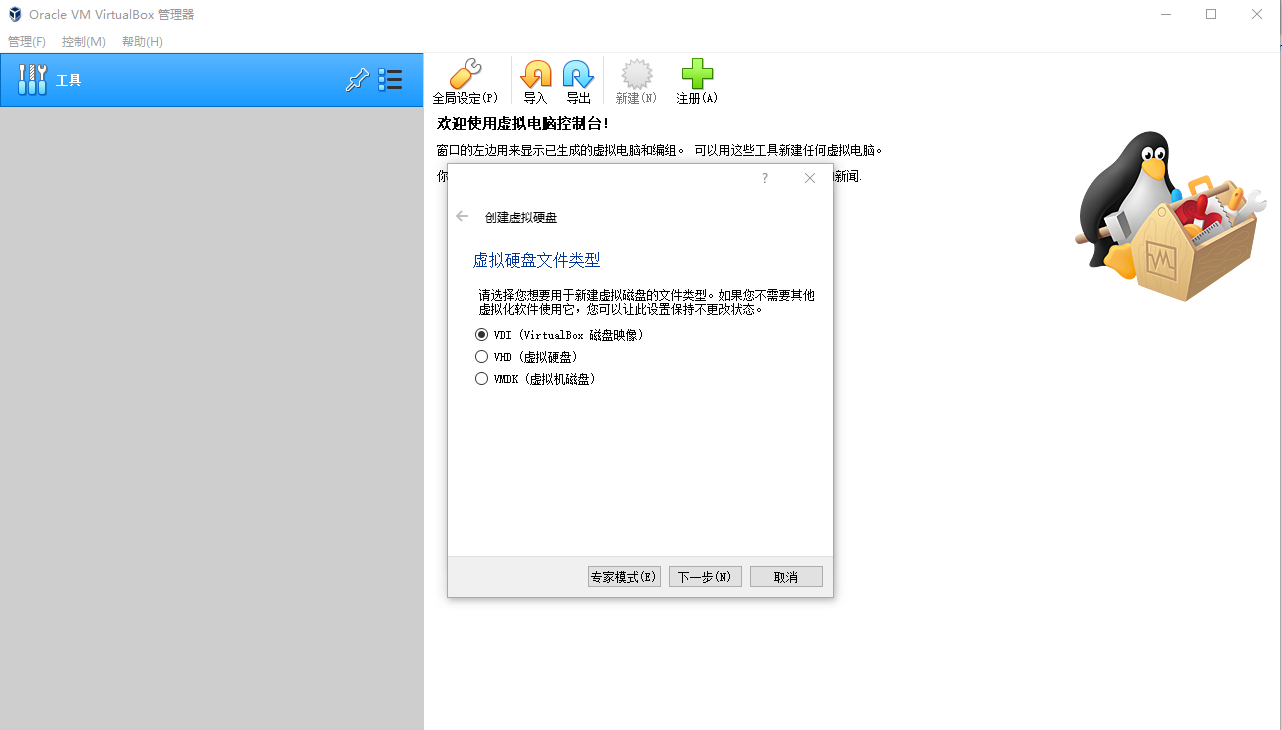 Oracle VM VirtualBox 管理器
管理(F) 控制(M) 帮助(H)
工具
全局设定(P) 导入 导出 新建(N) 注册(A)
欢迎使用虚拟电脑控制台!
窗口的左边用来显示已生成的虚拟电脑和编组。 可以用这些工具新建任何虚拟电脑。
新闻.
?
创建虚拟硬盘
虚拟硬盘文件类型
请选择您想要用于新建虚拟磁盘的文件类型。如果您不需要其他
虚拟化软件使用它，您可以让此设置保持不更改状态。
VDI (VirtualBox 磁盘映像)
VHD (虚拟硬盘)
VMDK (虚拟机磁盘)
专家模式(E) 下一步(N) 取消